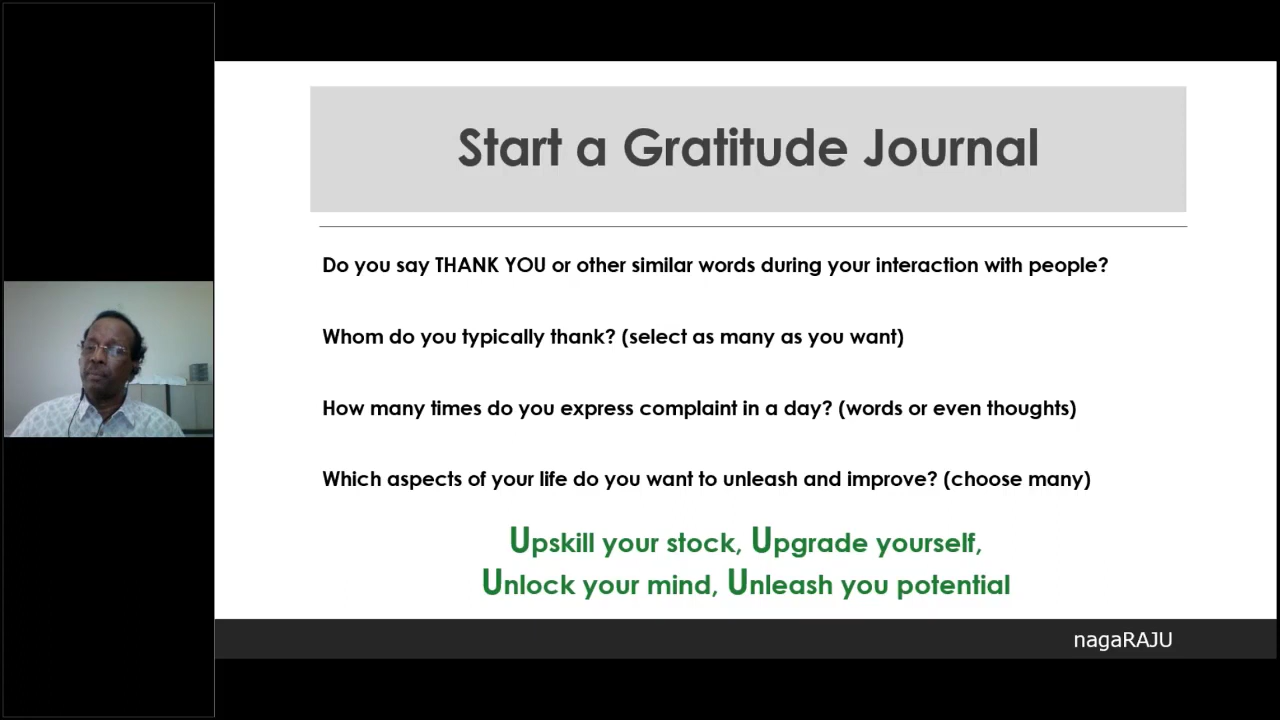 Start a Gratitude Journal
Do you say THANK YOU or other similar words during your interaction with people?
Whom do you typically thank? (select as many as you want)
How many times do you express complaint in a day? (words or even thoughts)
Which aspects of your life do you want to unleash and improve? (choose many)
Upskill your stock, Upgrade yourself,
Unlock your mind, Unleash you potential
nagaRAJU